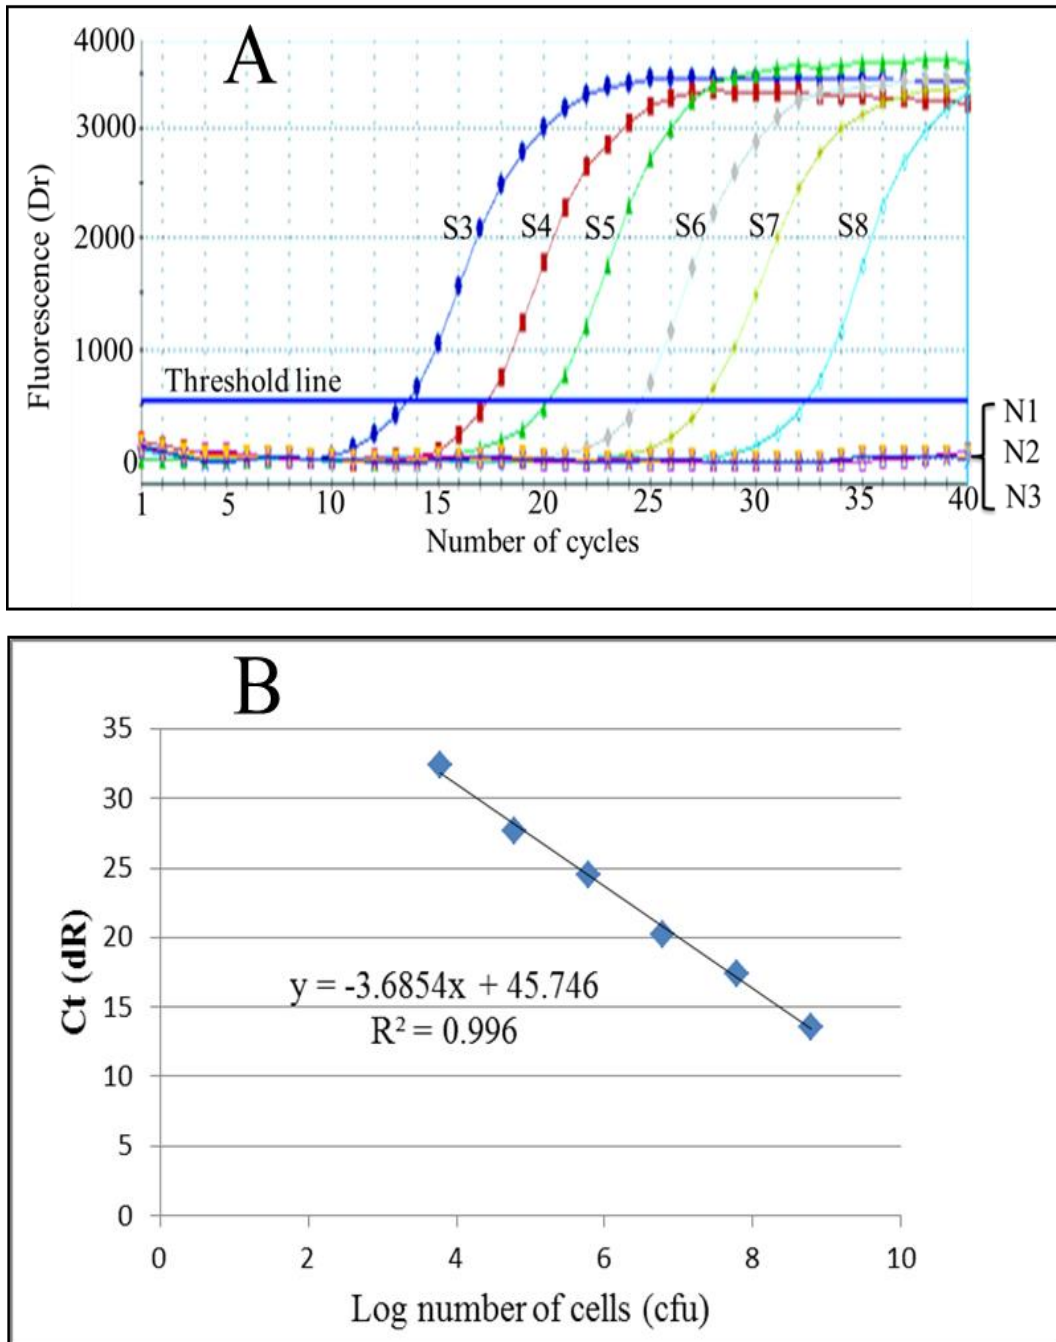 A
4000
3000
2000
1000
0
Fluorescence (Dr)
S3 S4 S5 S6 S7 S8
Threshold line
N1
N2
N3
1 5 10 15 20 25 30 35 40
Number of cycles
B
35
30
25
20
15
10
5
0
Ct (dR)
y = -3.6854x + 45.746
R² = 0.996
0 2 4 6 8 10
Log number of cells (cfu)